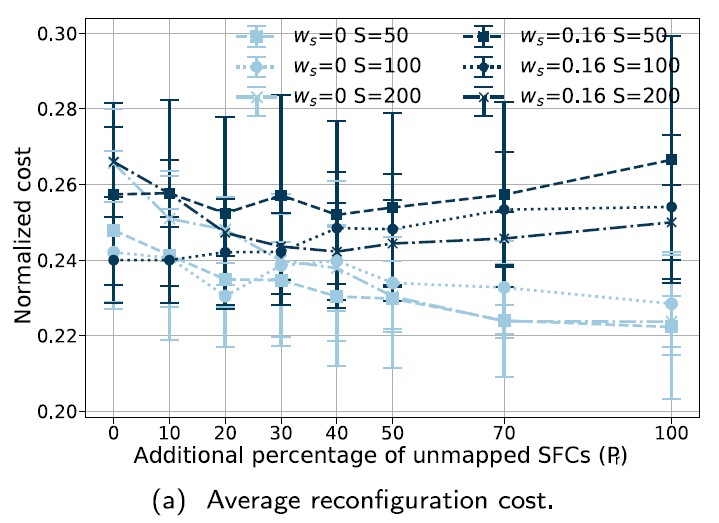 0.30
0.28
0.26
0.24
0.22
0.20
Normalized cost
w_s=0 S=50
w_s=0 S=100
w_s=0 S=200
w_s=0.16 S=50
w_s=0.16 S=100
w_s=0.16 S=200
0 10 20 30 40 50 70 100
Additional percentage of unmapped SFCs (P_r)
(a) Average reconfiguration cost.